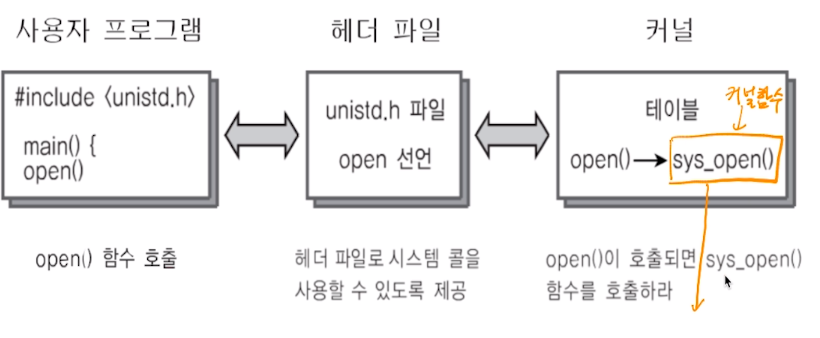 사용자 프로그램
헤더 파일
커널
#include <unistd.h>
main() {
open()
unistd.h 파일
open 선언
커널함수
테이블
open() → sys_open()
open() 함수 호출
헤더 파일로 시스템 콜을
사용할 수 있도록 제공
open()이 호출되면 sys_open()
함수를 호출하라